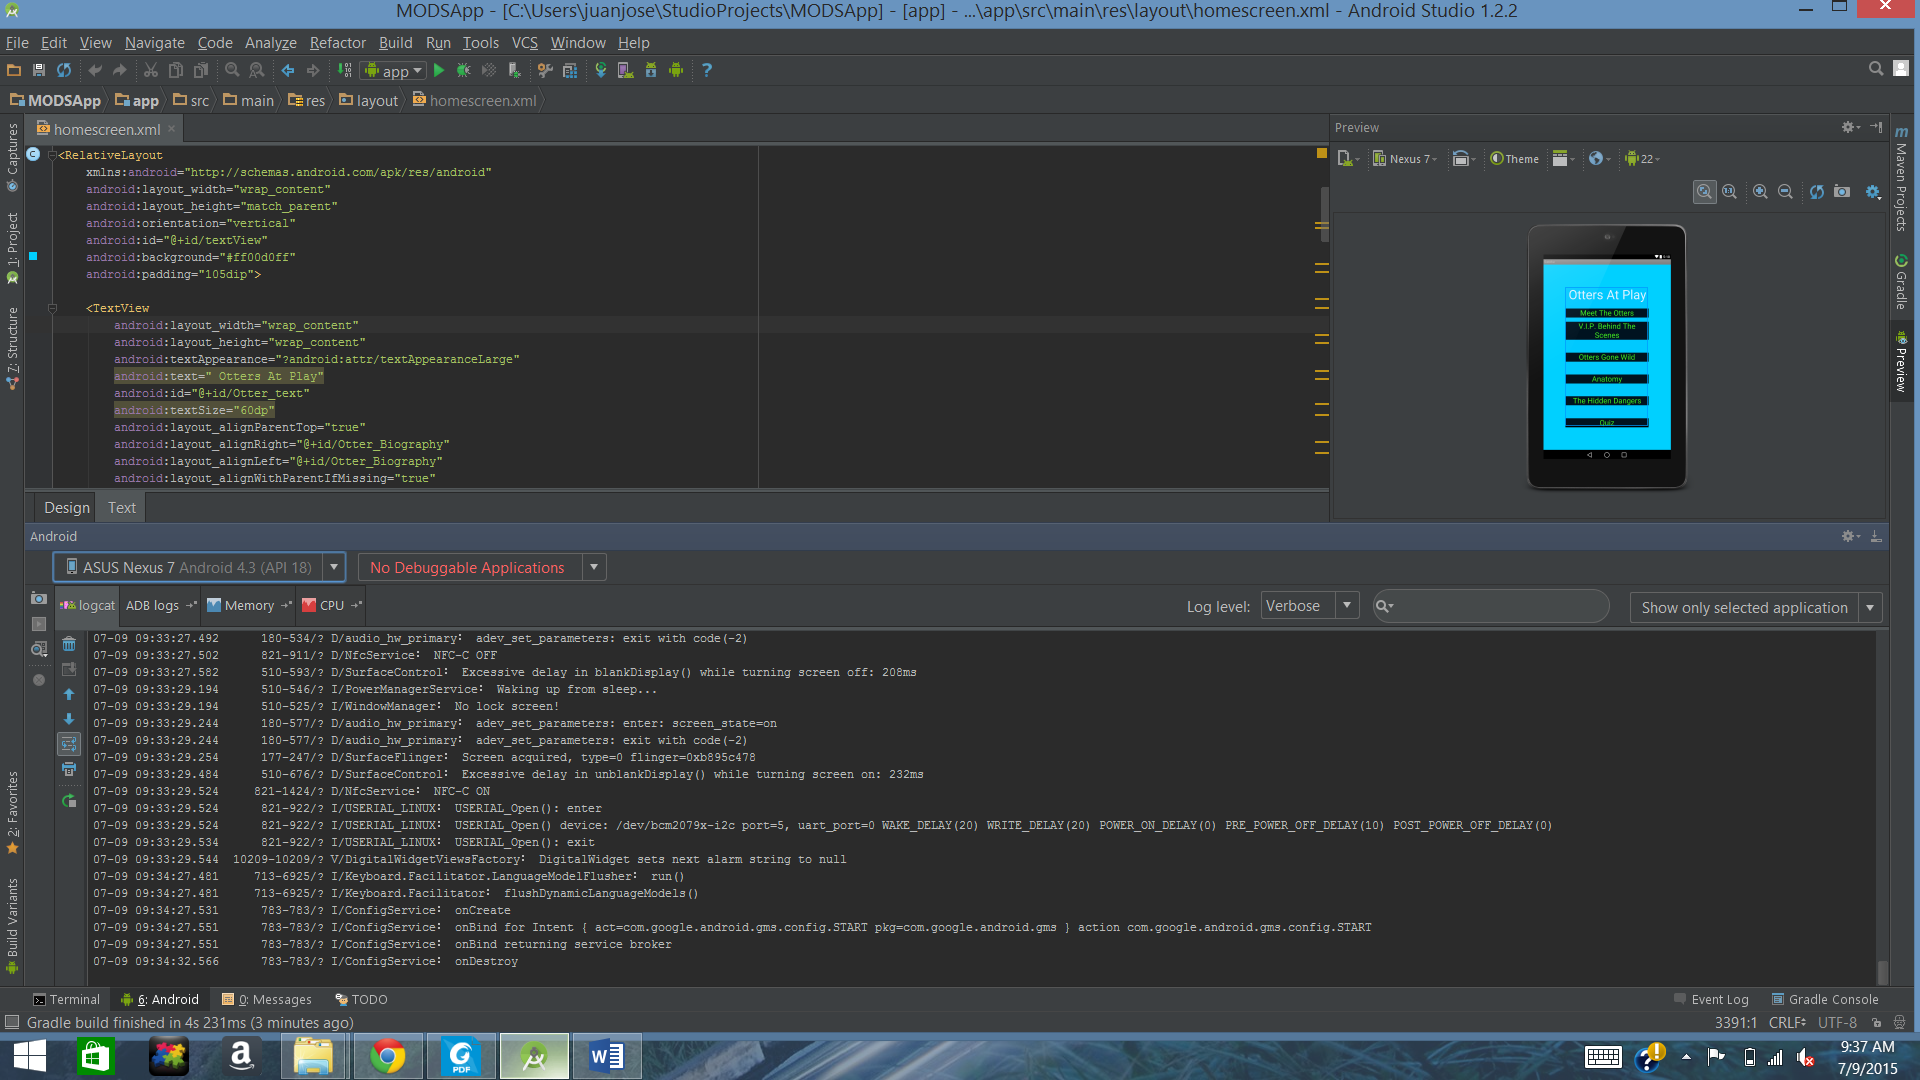 MODSApp - [C:\Users\juanjose\StudioProjects\MODSApp] - [app] - ...\app\src\main\res\layout\homescreen.xml - Android Studio 1.2.2
File Edit View Navigate Code Analyze Refactor Build Run Tools VCS Window Help
app
MODSApp app src main res layout homescreen.xml
homescreen.xml
Captures
1: Project
7: Structure
2: Favorites
Build Variants
<RelativeLayout
xmlns:android="http://schemas.android.com/apk/res/android"
android:layout_width="wrap_content"
android:layout_height="match_parent"
android:orientation="vertical"
android:id="@+id/textView"
android:background="#ff00d0ff"
android:padding="105dip">
<TextView
android:layout_width="wrap_content"
android:layout_height="wrap_content"
android:textAppearance="?android:attr/textAppearanceLarge"
android:text=" Otters At Play"
android:id="@+id/Otter_text"
android:textSize="60dp"
android:layout_alignParentTop="true"
android:layout_alignRight="@+id/Otter_Biography"
android:layout_alignLeft="@+id/Otter_Biography"
android:layout_alignWithParentIfMissing="true"
Design Text
Preview
Nexus 7 Theme 22
Otters At Play
Meet The Otters
V.I.P. Behind The
Scenes
Otters Gone Wild
Anatomy
The Hidden Dangers
Quiz
m Maven Projects
Gradle
Preview
Android
ASUS Nexus 7 Android 4.3 (API 18) No Debuggable Applications
logcat ADB logs Memory CPU Log level: Verbose Show only selected application
07-09 09:33:27.492 180-534/? D/audio_hw_primary: adev_set_parameters: exit with code(-2)
07-09 09:33:27.502 821-911/? D/NfcService: NFC-C OFF
07-09 09:33:27.582 510-593/? D/SurfaceControl: Excessive delay in blankDisplay() while turning screen off: 208ms
07-09 09:33:29.194 510-546/? I/PowerManagerService: Waking up from sleep...
07-09 09:33:29.194 510-525/? I/WindowManager: No lock screen!
07-09 09:33:29.244 180-577/? D/audio_hw_primary: adev_set_parameters: enter: screen_state=on
07-09 09:33:29.244 180-577/? D/audio_hw_primary: adev_set_parameters: exit with code(-2)
07-09 09:33:29.254 177-247/? D/SurfaceFlinger: Screen acquired, type=0 flinger=0xb895c478
07-09 09:33:29.484 510-676/? D/SurfaceControl: Excessive delay in unblankDisplay() while turning screen on: 232ms
07-09 09:33:29.524 821-1424/? D/NfcService: NFC-C ON
07-09 09:33:29.524 821-922/? I/USERIAL_LINUX: USERIAL_Open(): enter
07-09 09:33:29.524 821-922/? I/USERIAL_LINUX: USERIAL_Open() device: /dev/bcm2079x-i2c port=5, uart_port=0 WAKE_DELAY(20) WRITE_DELAY(20) POWER_ON_DELAY(0) PRE_POWER_OFF_DELAY(10) POST_POWER_OFF_DELAY(0)
07-09 09:33:29.534 821-922/? I/USERIAL_LINUX: USERIAL_Open(): exit
07-09 09:33:29.544 10209-10209/? V/DigitalWidgetViewsFactory: DigitalWidget sets next alarm string to null
07-09 09:34:27.481 713-6925/? I/Keyboard.Facilitator.LanguageModelFlusher: run()
07-09 09:34:27.481 713-6925/? I/Keyboard.Facilitator: flushDynamicLanguageModels()
07-09 09:34:27.531 783-783/? I/ConfigService: onCreate
07-09 09:34:27.551 783-783/? I/ConfigService: onBind for Intent { act=com.google.android.gms.config.START pkg=com.google.android.gms } action com.google.android.gms.config.START
07-09 09:34:27.551 783-783/? I/ConfigService: onBind returning service broker
07-09 09:34:32.566 783-783/? I/ConfigService: onDestroy
Terminal 6: Android 0: Messages TODO Event Log Gradle Console
Gradle build finished in 4s 231ms (3 minutes ago) 3391:1 CRLF UTF-8
a PDF W
9:37 AM
7/9/2015